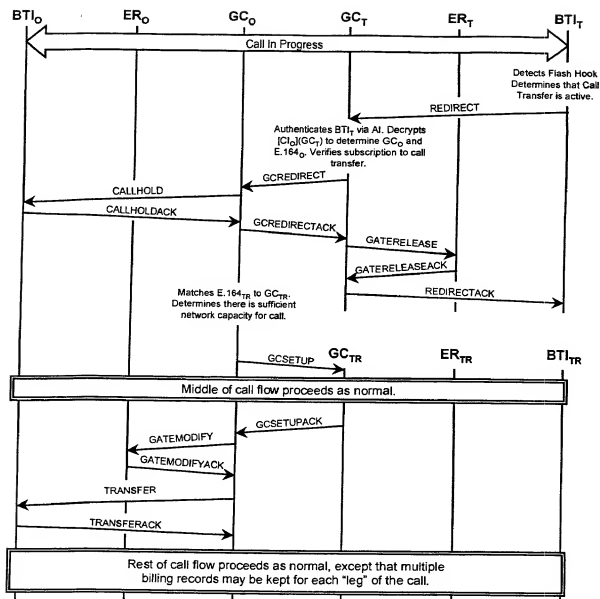 BTIO ERO GCO GCT ERT BTIT
Call In Progress
Detects Flash Hook
Determines that Call
Transfer is active.
REDIRECT
Authenticates BTIT via AI. Decrypts
[CIO](GCT) to determine GCO and
E.164O. Verifies subscription to call
transfer.
GCREDIRECT
CALLHOLD
CALLHOLDACK
GCREDIRECTACK
GATERELEASE
GATERELEASEACK
REDIRECTACK
Matches E.164TR to GCTR.
Determines there is sufficient
network capacity for call.
GCSETUP
GCTR ERTR BTITR
Middle of call flow proceeds as normal.
GCSETUPACK
GATEMODIFY
GATEMODIFYACK
TRANSFER
TRANSFERACK
Rest of call flow proceeds as normal, except that multiple
billing records may be kept for each "leg" of the call.